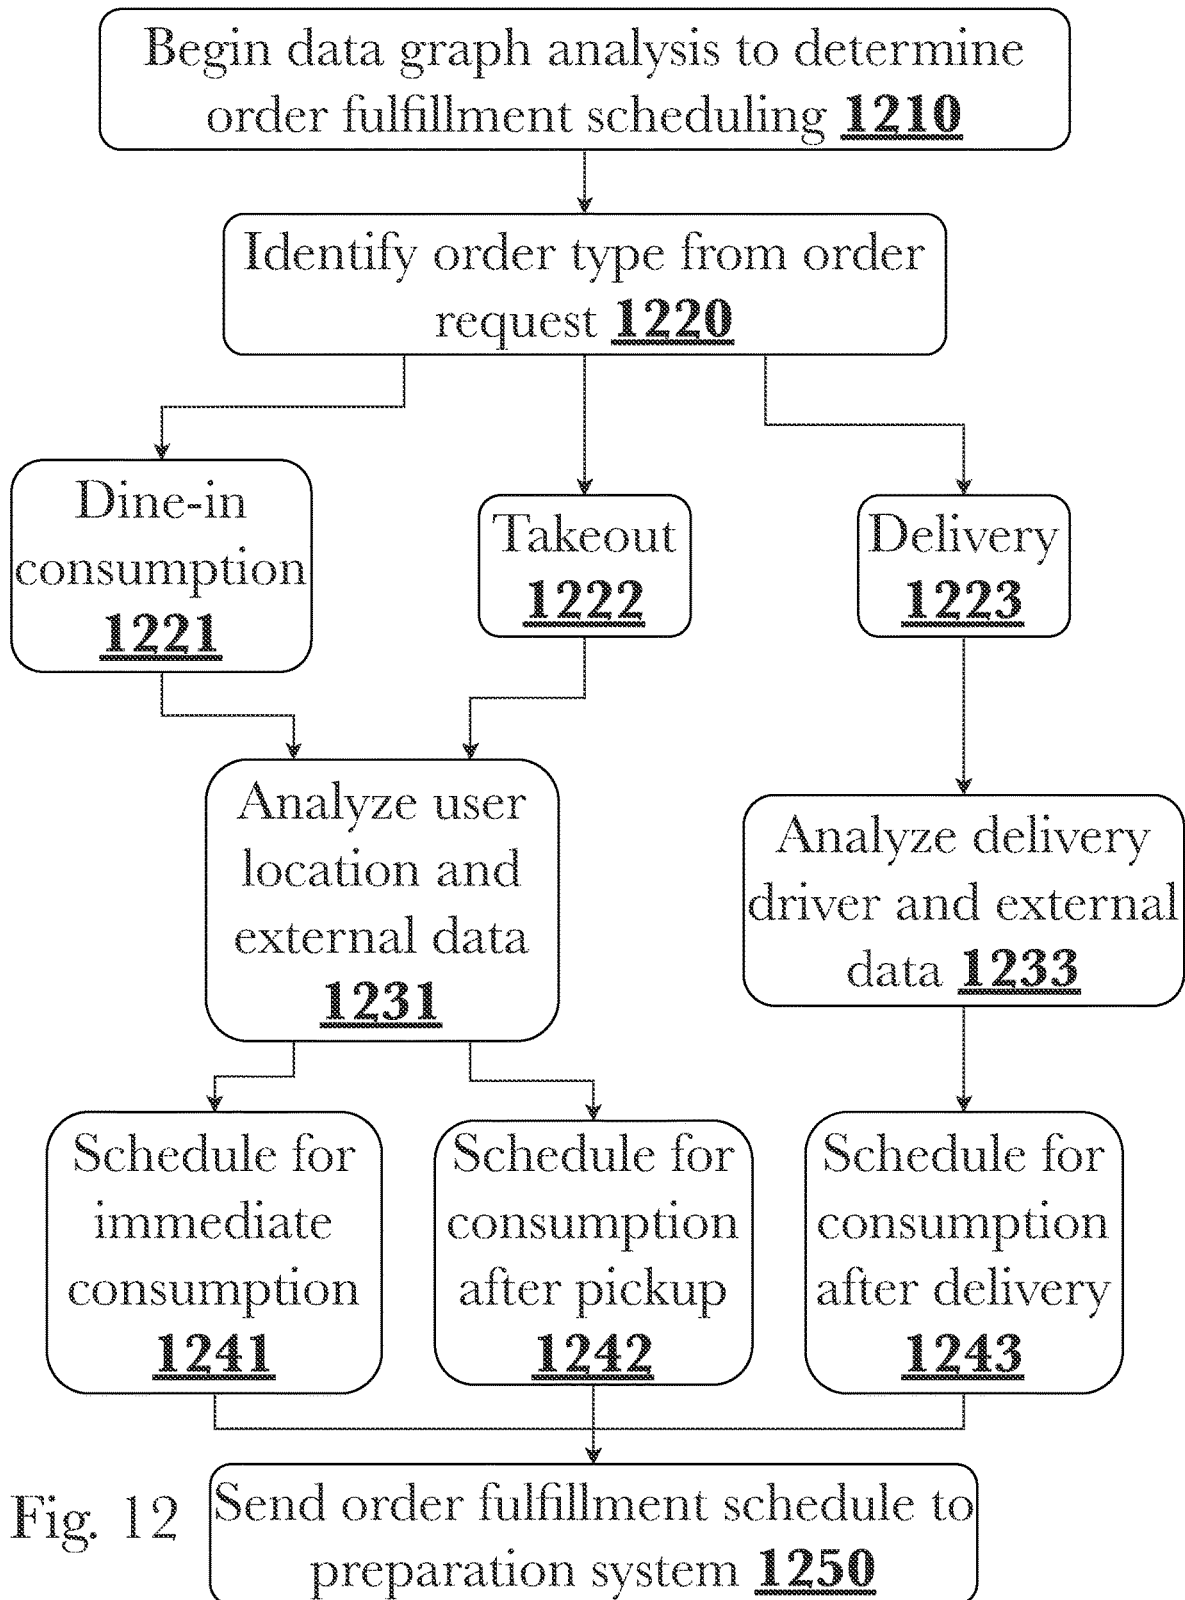 Begin data graph analysis to determine
order fulfillment scheduling 1210
Identify order type from order
request 1220
Dine-in
consumption
1221
Takeout
1222
Delivery
1223
Analyze user
location and
external data
1231
Analyze delivery
driver and external
data 1233
Schedule for
immediate
consumption
1241
Schedule for
consumption
after pickup
1242
Schedule for
consumption
after delivery
1243
Fig. 12
Send order fulfillment schedule to
preparation system 1250